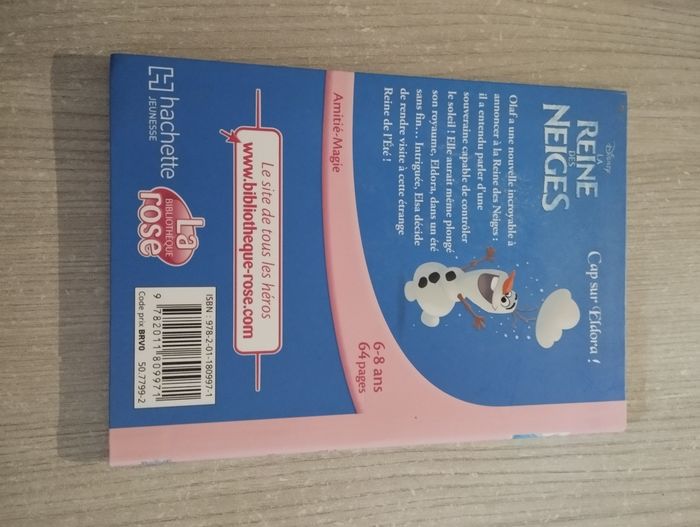 Disney
LA
REINE
DES
NEIGES
Cap sur Eldora !
Olaf a une nouvelle incroyable à
annoncer à la Reine des Neiges :
il a entendu parler d'une
souveraine capable de contrôler
le soleil ! Elle aurait même plongé
son royaume, Eldora, dans un été
sans fin... Intriguée, Elsa décide
de rendre visite à cette étrange
Reine de l'Été !
Amitié-Magie
6-8 ans
64 pages
Le site de tous les héros
www.bibliotheque-rose.com
hachette
JEUNESSE
La
BIBLIOTHÈQUE
rose
ISBN : 978-2-01-180997-1
9 782011 809971
Code prix BRV0
50.7799-2